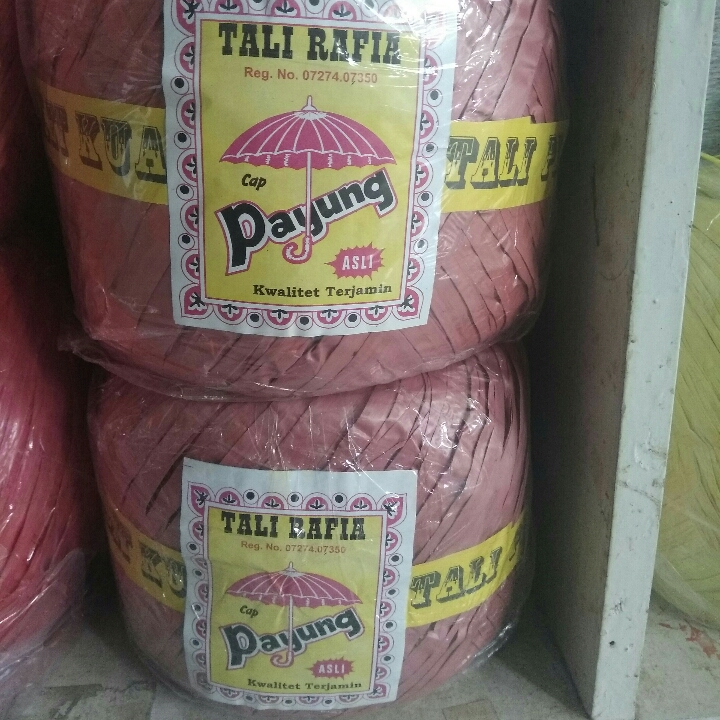 TALI RAFIA
Reg. No. 07274.07350
Cap
Payung
ASLI
Kwalitet Terjamin
KUA
TALI
TALI RAFIA
Reg. No. 07274.07350
Cap
Payung
ASLI
Kwalitet Terjamin
TALI